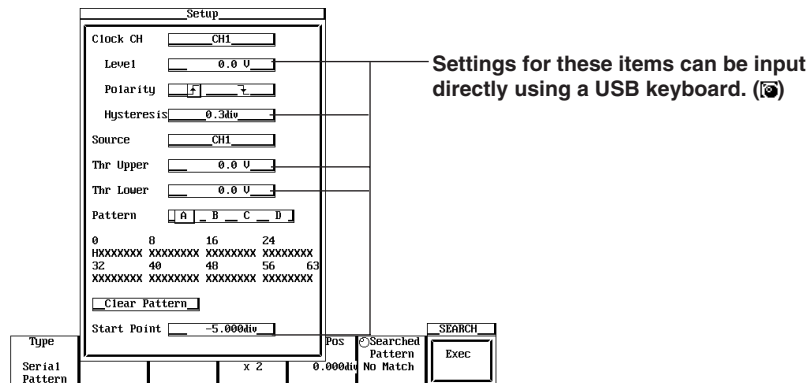 Setup
Clock CH CH1
Level 0.0 V
Polarity
Hysteresis 0.3div
Source CH1
Thr Upper 0.0 V
Thr Lower 0.0 V
Pattern A B C D
0 8 16 24
HXXXXXXX XXXXXXXX XXXXXXXX XXXXXXXX
32 40 48 56 63
XXXXXXXX XXXXXXXX XXXXXXXX XXXXXXXX
Clear Pattern
Start Point -5.000div
Settings for these items can be input
directly using a USB keyboard. ( )
Type
Serial
Pattern
x 2
Pos
0.000div
Searched
Pattern
No Match
SEARCH
Exec